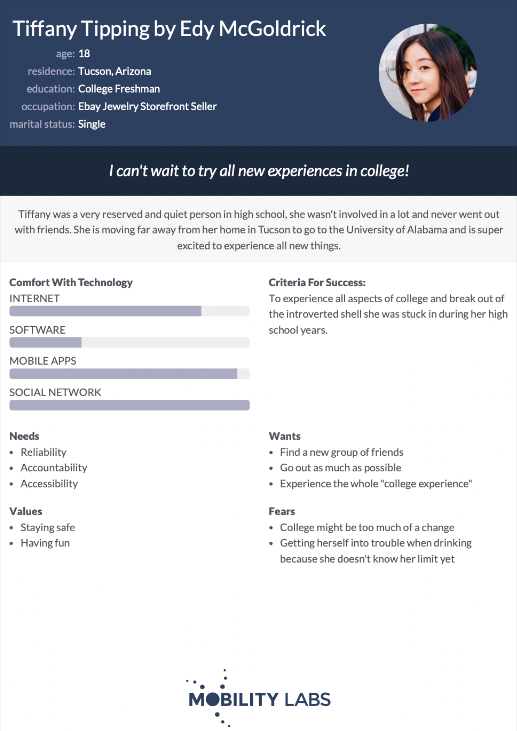 Tiffany Tipping by Edy McGoldrick
age: 18
residence: Tucson, Arizona
education: College Freshman
occupation: Ebay Jewelry Storefront Seller
marital status: Single
I can't wait to try all new experiences in college!
Tiffany was a very reserved and quiet person in high school, she wasn't involved in a lot and never went out
with friends. She is moving far away from her home in Tucson to go to the University of Alabama and is super
excited to experience all new things.
Comfort With Technology
INTERNET
SOFTWARE
MOBILE APPS
SOCIAL NETWORK
Criteria For Success:
To experience all aspects of college and break out of
the introverted shell she was stuck in during her high
school years.
Needs
• Reliability
• Accountability
• Accessibility
Wants
• Find a new group of friends
• Go out as much as possible
• Experience the whole "college experience"
Values
• Staying safe
• Having fun
Fears
• College might be too much of a change
• Getting herself into trouble when drinking
because she doesn't know her limit yet
MOBILITY LABS